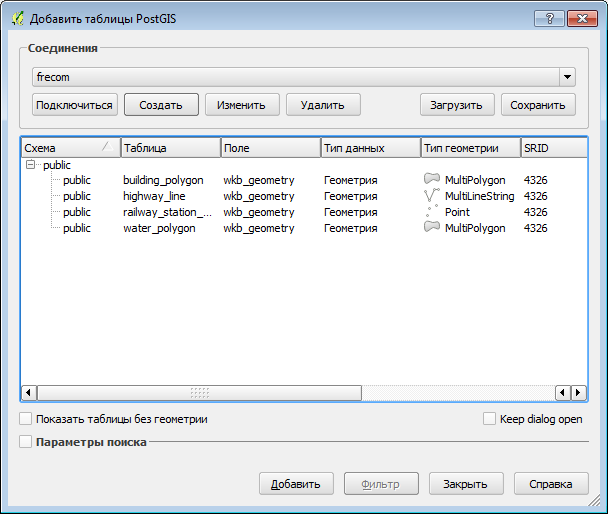 Добавить таблицы PostGIS
Соединения
frecom
Подключиться Создать Изменить Удалить Загрузить Сохранить
Схема Таблица Поле Тип данных Тип геометрии SRID
public
public building_polygon wkb_geometry Геометрия MultiPolygon 4326
public highway_line wkb_geometry Геометрия MultiLineString 4326
public railway_station_... wkb_geometry Геометрия Point 4326
public water_polygon wkb_geometry Геометрия MultiPolygon 4326
Показать таблицы без геометрии Keep dialog open
Параметры поиска
Добавить Фильтр Закрыть Справка